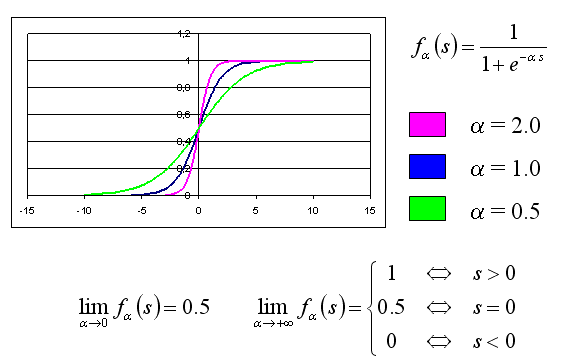 1,2
1
0,8
0,6
0,4
0,2
0
-15 -10 -5 0 5 10 15
fα(s) = 1 / (1 + e^(-αs))
α = 2.0
α = 1.0
α = 0.5
lim α→0 fα(s) = 0.5
lim α→+∞ fα(s) = {
1 ⇔ s > 0
0.5 ⇔ s = 0
0 ⇔ s < 0